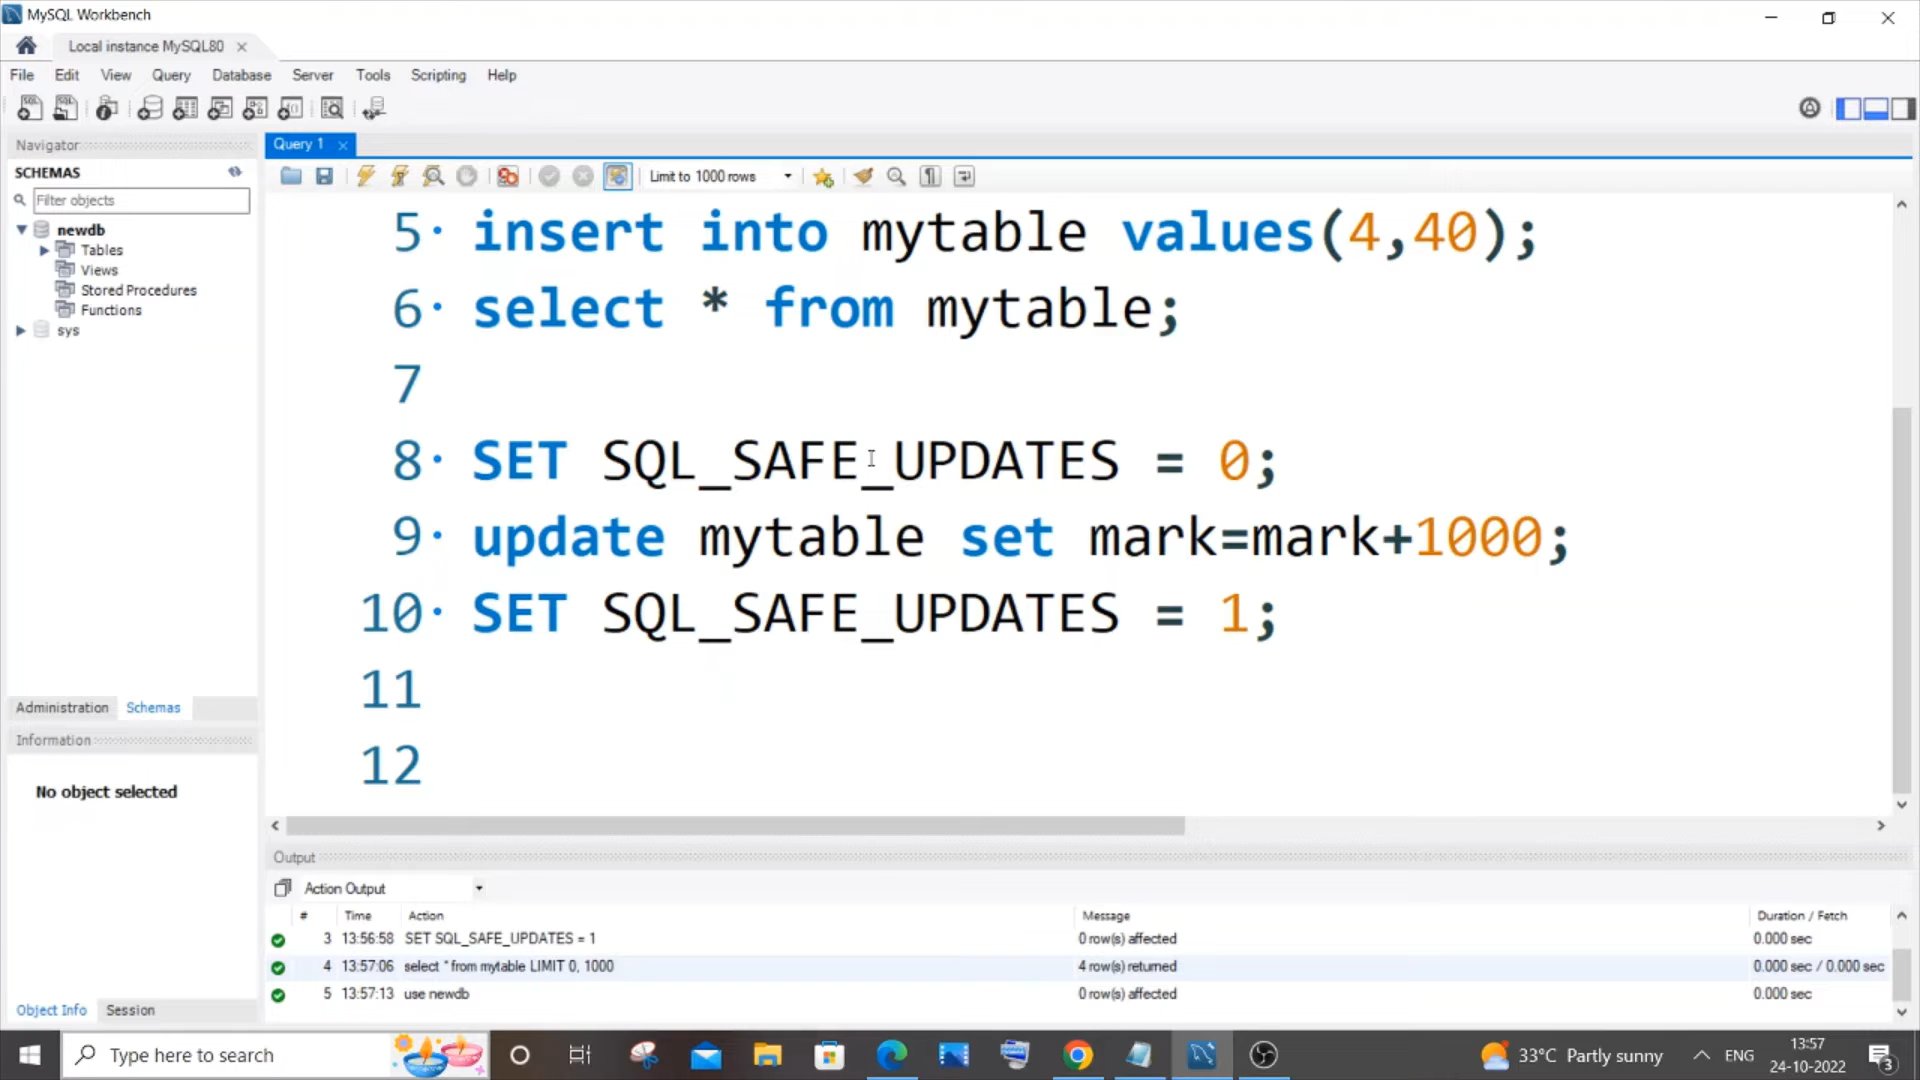 MySQL Workbench
Local instance MySQL80
File Edit View Query Database Server Tools Scripting Help
Navigator
SCHEMAS
Filter objects
newdb
Tables
Views
Stored Procedures
Functions
sys
Administration Schemas
Information
No object selected
Object Info Session
Query 1
Limit to 1000 rows
5 insert into mytable values(4,40);
6 select * from mytable;
7
8 SET SQL_SAFE_UPDATES = 0;
9 update mytable set mark=mark+1000;
10 SET SQL_SAFE_UPDATES = 1;
11
12
Output
Action Output
# Time Action Message Duration / Fetch
3 13:56:58 SET SQL_SAFE_UPDATES = 1 0 row(s) affected 0.000 sec
4 13:57:06 select * from mytable LIMIT 0, 1000 4 row(s) returned 0.000 sec / 0.000 sec
5 13:57:13 use newdb 0 row(s) affected 0.000 sec
Type here to search
33°C Partly sunny
ENG
13:57
24-10-2022
3